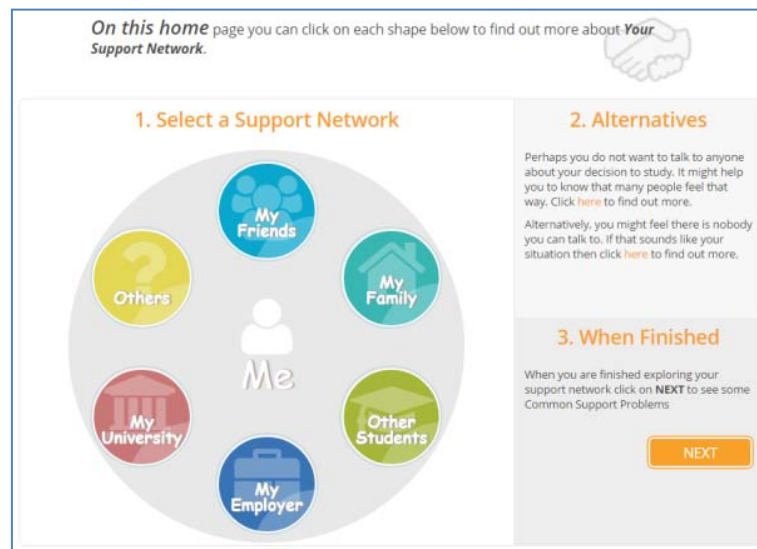 On this home page you can click on each shape below to find out more about Your
Support Network.
1. Select a Support Network
My
Friends
My
Family
Other
Students
My
Employer
My
University
Others
Me
2. Alternatives
Perhaps you do not want to talk to anyone
about your decision to study. It might help
you to know that many people feel that
way. Click here to find out more.
Alternatively, you might feel there is nobody
you can talk to. If that sounds like your
situation then click here to find out more.
3. When Finished
When you are finished exploring your
support network click on NEXT to see some
Common Support Problems
NEXT